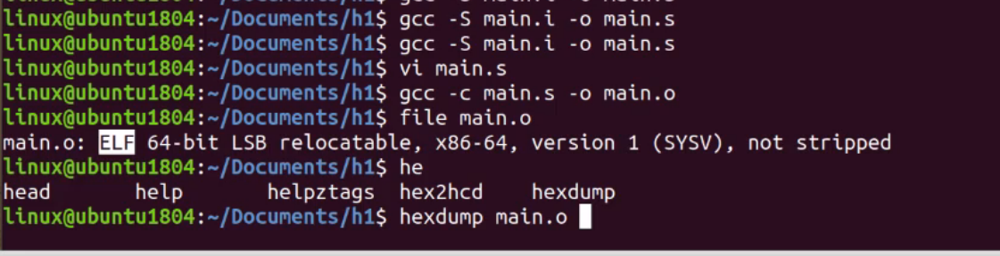 linux@ubuntu1804:~/Documents/h1$ gcc -S main.i -o main.s
linux@ubuntu1804:~/Documents/h1$ gcc -S main.i -o main.s
linux@ubuntu1804:~/Documents/h1$ vi main.s
linux@ubuntu1804:~/Documents/h1$ gcc -c main.s -o main.o
linux@ubuntu1804:~/Documents/h1$ file main.o
main.o: ELF 64-bit LSB relocatable, x86-64, version 1 (SYSV), not stripped
linux@ubuntu1804:~/Documents/h1$ he
head help helpztags hex2hcd hexdump
linux@ubuntu1804:~/Documents/h1$ hexdump main.o